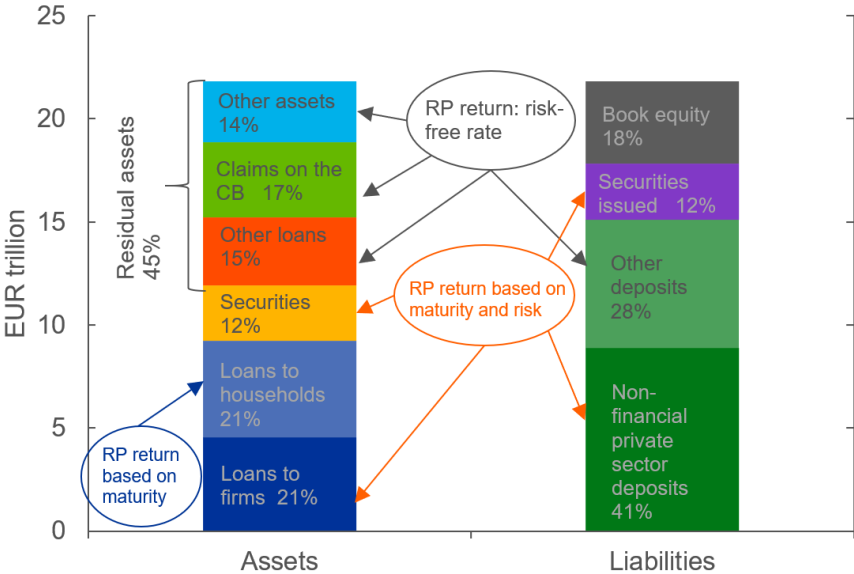 25
20
15
10
5
0
EUR trillion
Residual assets
45%
Other assets
14%
Claims on the
CB 17%
Other loans
15%
Securities
12%
Loans to
households
21%
Loans to
firms 21%
RP return
based on
maturity
RP return: risk-
free rate
RP return based on
maturity and risk
Book equity
18%
Securities
issued 12%
Other
deposits
28%
Non-
financial
private
sector
deposits
41%
Assets
Liabilities